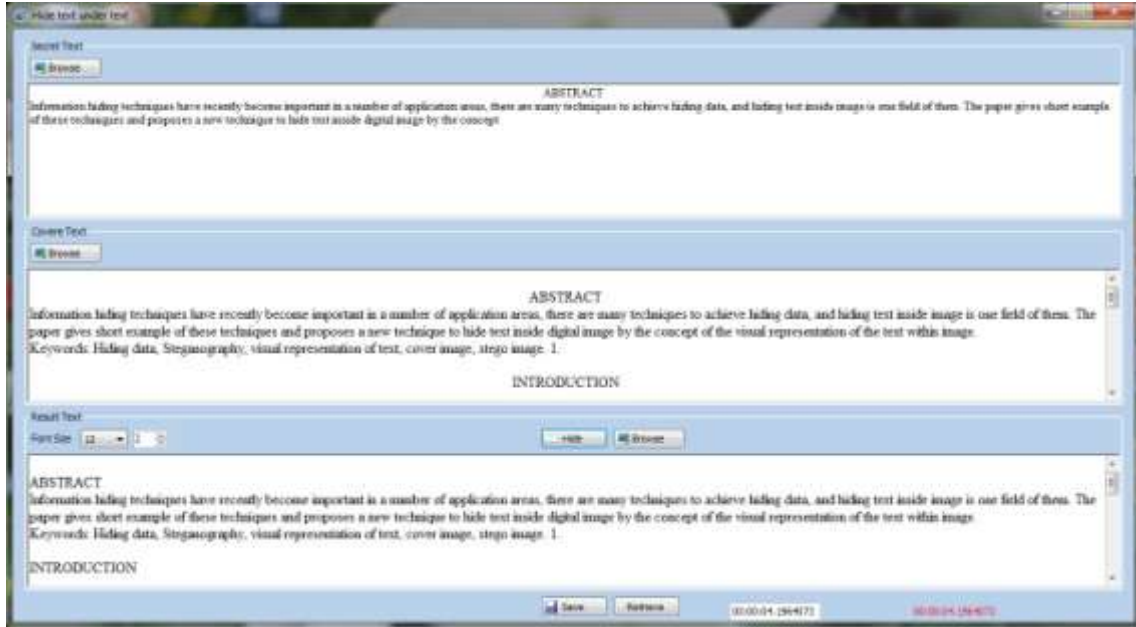 Hide text under text
Secret Text
Browse
ABSTRACT
Information hiding techniques have recently become important in a number of application areas, there are many techniques to achieve hiding data, and hiding text inside image is one field of them. The paper gives short example
of these techniques and proposes a new technique to hide text inside digital image by the concept
Covere Text
Browse
ABSTRACT
Information hiding techniques have recently become important in a number of application areas, there are many techniques to achieve hiding data, and hiding text inside image is one field of them. The
paper gives short example of these techniques and proposes a new technique to hide text inside digital image by the concept of the visual representation of the text within image.
Keywords: Hiding data, Steganography, visual representation of text, cover image, stego image. 1.
INTRODUCTION
Result Text
Font Size 12 Hide Browse
ABSTRACT
Information hiding techniques have recently become important in a number of application areas, there are many techniques to achieve hiding data, and hiding text inside image is one field of them. The
paper gives short example of these techniques and proposes a new technique to hide text inside digital image by the concept of the visual representation of the text within image.
Keywords: Hiding data, Steganography, visual representation of text, cover image, stego image. 1.
INTRODUCTION
Save